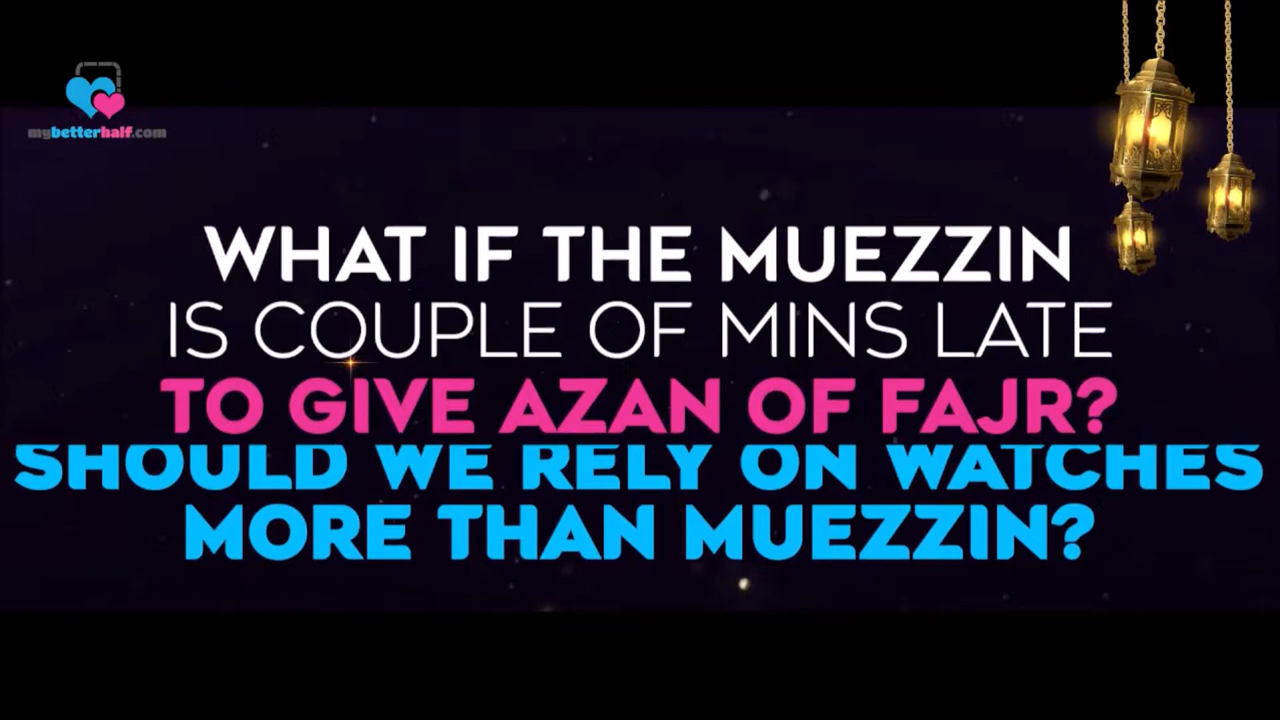 mybetterhalf.com
WHAT IF THE MUEZZIN
IS COUPLE OF MINS LATE
TO GIVE AZAN OF FAJR?
SHOULD WE RELY ON WATCHES
MORE THAN MUEZZIN?